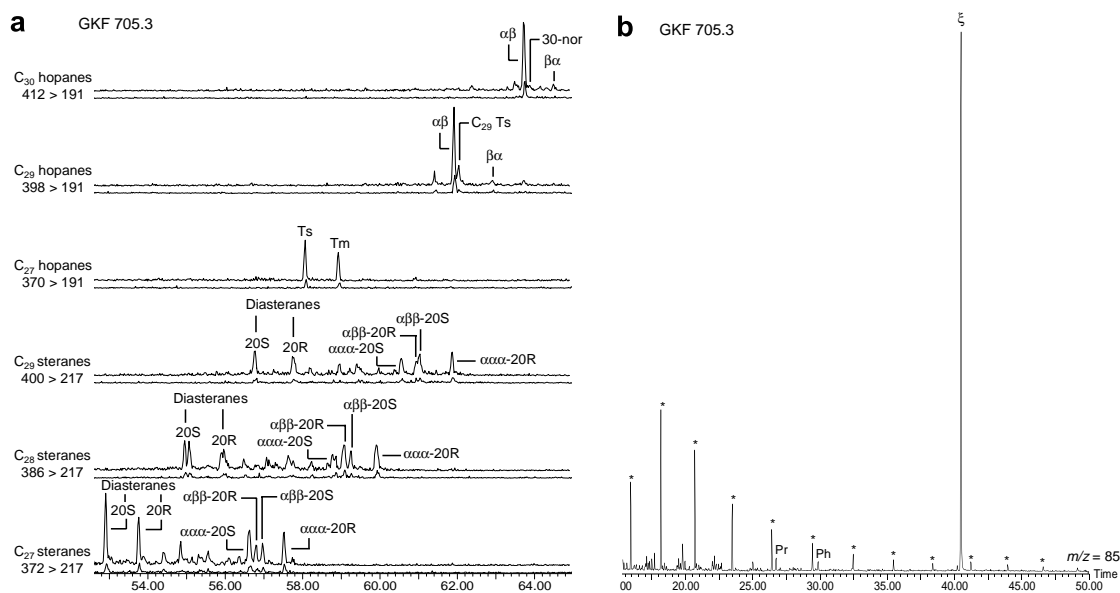 a
GKF 705.3
αβ
30-nor
βα
C30 hopanes
412 > 191
αβ
C29 Ts
βα
C29 hopanes
398 > 191
Ts
Tm
C27 hopanes
370 > 191
Diasteranes
20S
20R
αββ-20S
αββ-20R
ααα-20S
ααα-20R
C29 steranes
400 > 217
Diasteranes
20S
20R
αββ-20S
αββ-20R
ααα-20S
ααα-20R
C28 steranes
386 > 217
Diasteranes
20S
20R
αββ-20R
αββ-20S
ααα-20S
ααα-20R
C27 steranes
372 > 217
54.00 56.00 58.00 60.00 62.00 64.00
b
GKF 705.3
ξ
*
*
*
*
*
*
*
*
*
*
*
*
Pr
Ph
m/z = 85
Time
00 20.00 25.00 30.00 35.00 40.00 45.00 50.00